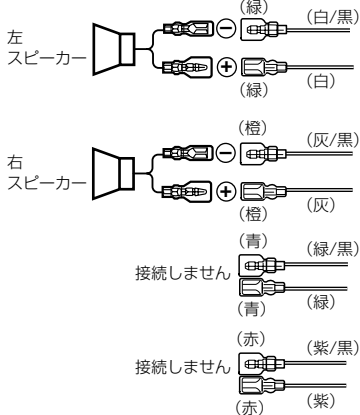 (緑)
(白/黒)
左
スピーカー
⊖
⊕
(緑)
(白)
(橙)
(灰/黒)
右
スピーカー
⊖
⊕
(橙)
(灰)
(青)
(緑/黒)
接続しません
(青)
(緑)
(赤)
(紫/黒)
接続しません
(赤)
(紫)